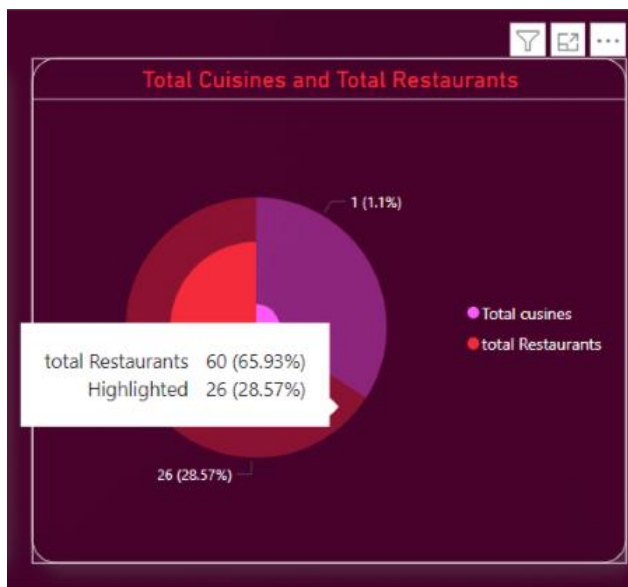 Total Cuisines and Total Restaurants
1 (1.1%)
Total cusines
total Restaurants
total Restaurants 60 (65.93%)
Highlighted 26 (28.57%)
26 (28.57%)